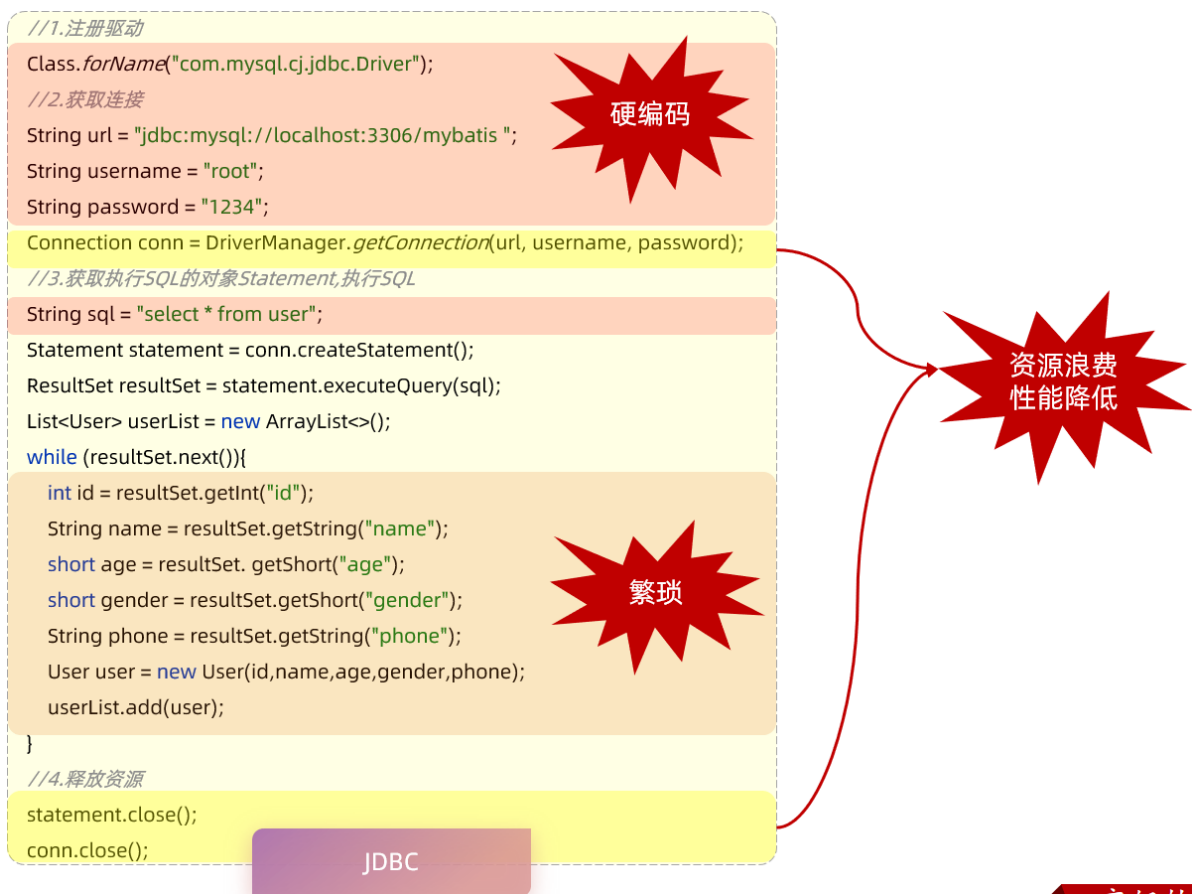 //1.注册驱动
Class.forName("com.mysql.cj.jdbc.Driver");
//2.获取连接
String url = "jdbc:mysql://localhost:3306/mybatis ";
String username = "root";
String password = "1234";
硬编码
Connection conn = DriverManager.getConnection(url, username, password);
//3.获取执行SQL的对象Statement,执行SQL
String sql = "select * from user";
Statement statement = conn.createStatement();
ResultSet resultSet = statement.executeQuery(sql);
List<User> userList = new ArrayList<>();
while (resultSet.next()){
int id = resultSet.getInt("id");
String name = resultSet.getString("name");
short age = resultSet. getShort("age");
short gender = resultSet.getShort("gender");
String phone = resultSet.getString("phone");
User user = new User(id,name,age,gender,phone);
userList.add(user);
繁琐
}
//4.释放资源
statement.close();
conn.close();
资源浪费
性能降低
JDBC